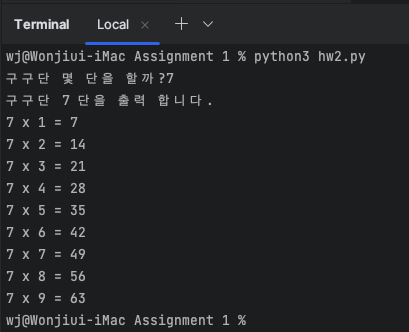 Terminal Local × +
wj@Wonjiui-iMac Assignment 1 % python3 hw2.py
구구단 몇 단을 할까?7
구구단 7단을 출력 합니다.
7 x 1 = 7
7 x 2 = 14
7 x 3 = 21
7 x 4 = 28
7 x 5 = 35
7 x 6 = 42
7 x 7 = 49
7 x 8 = 56
7 x 9 = 63
wj@Wonjiui-iMac Assignment 1 %